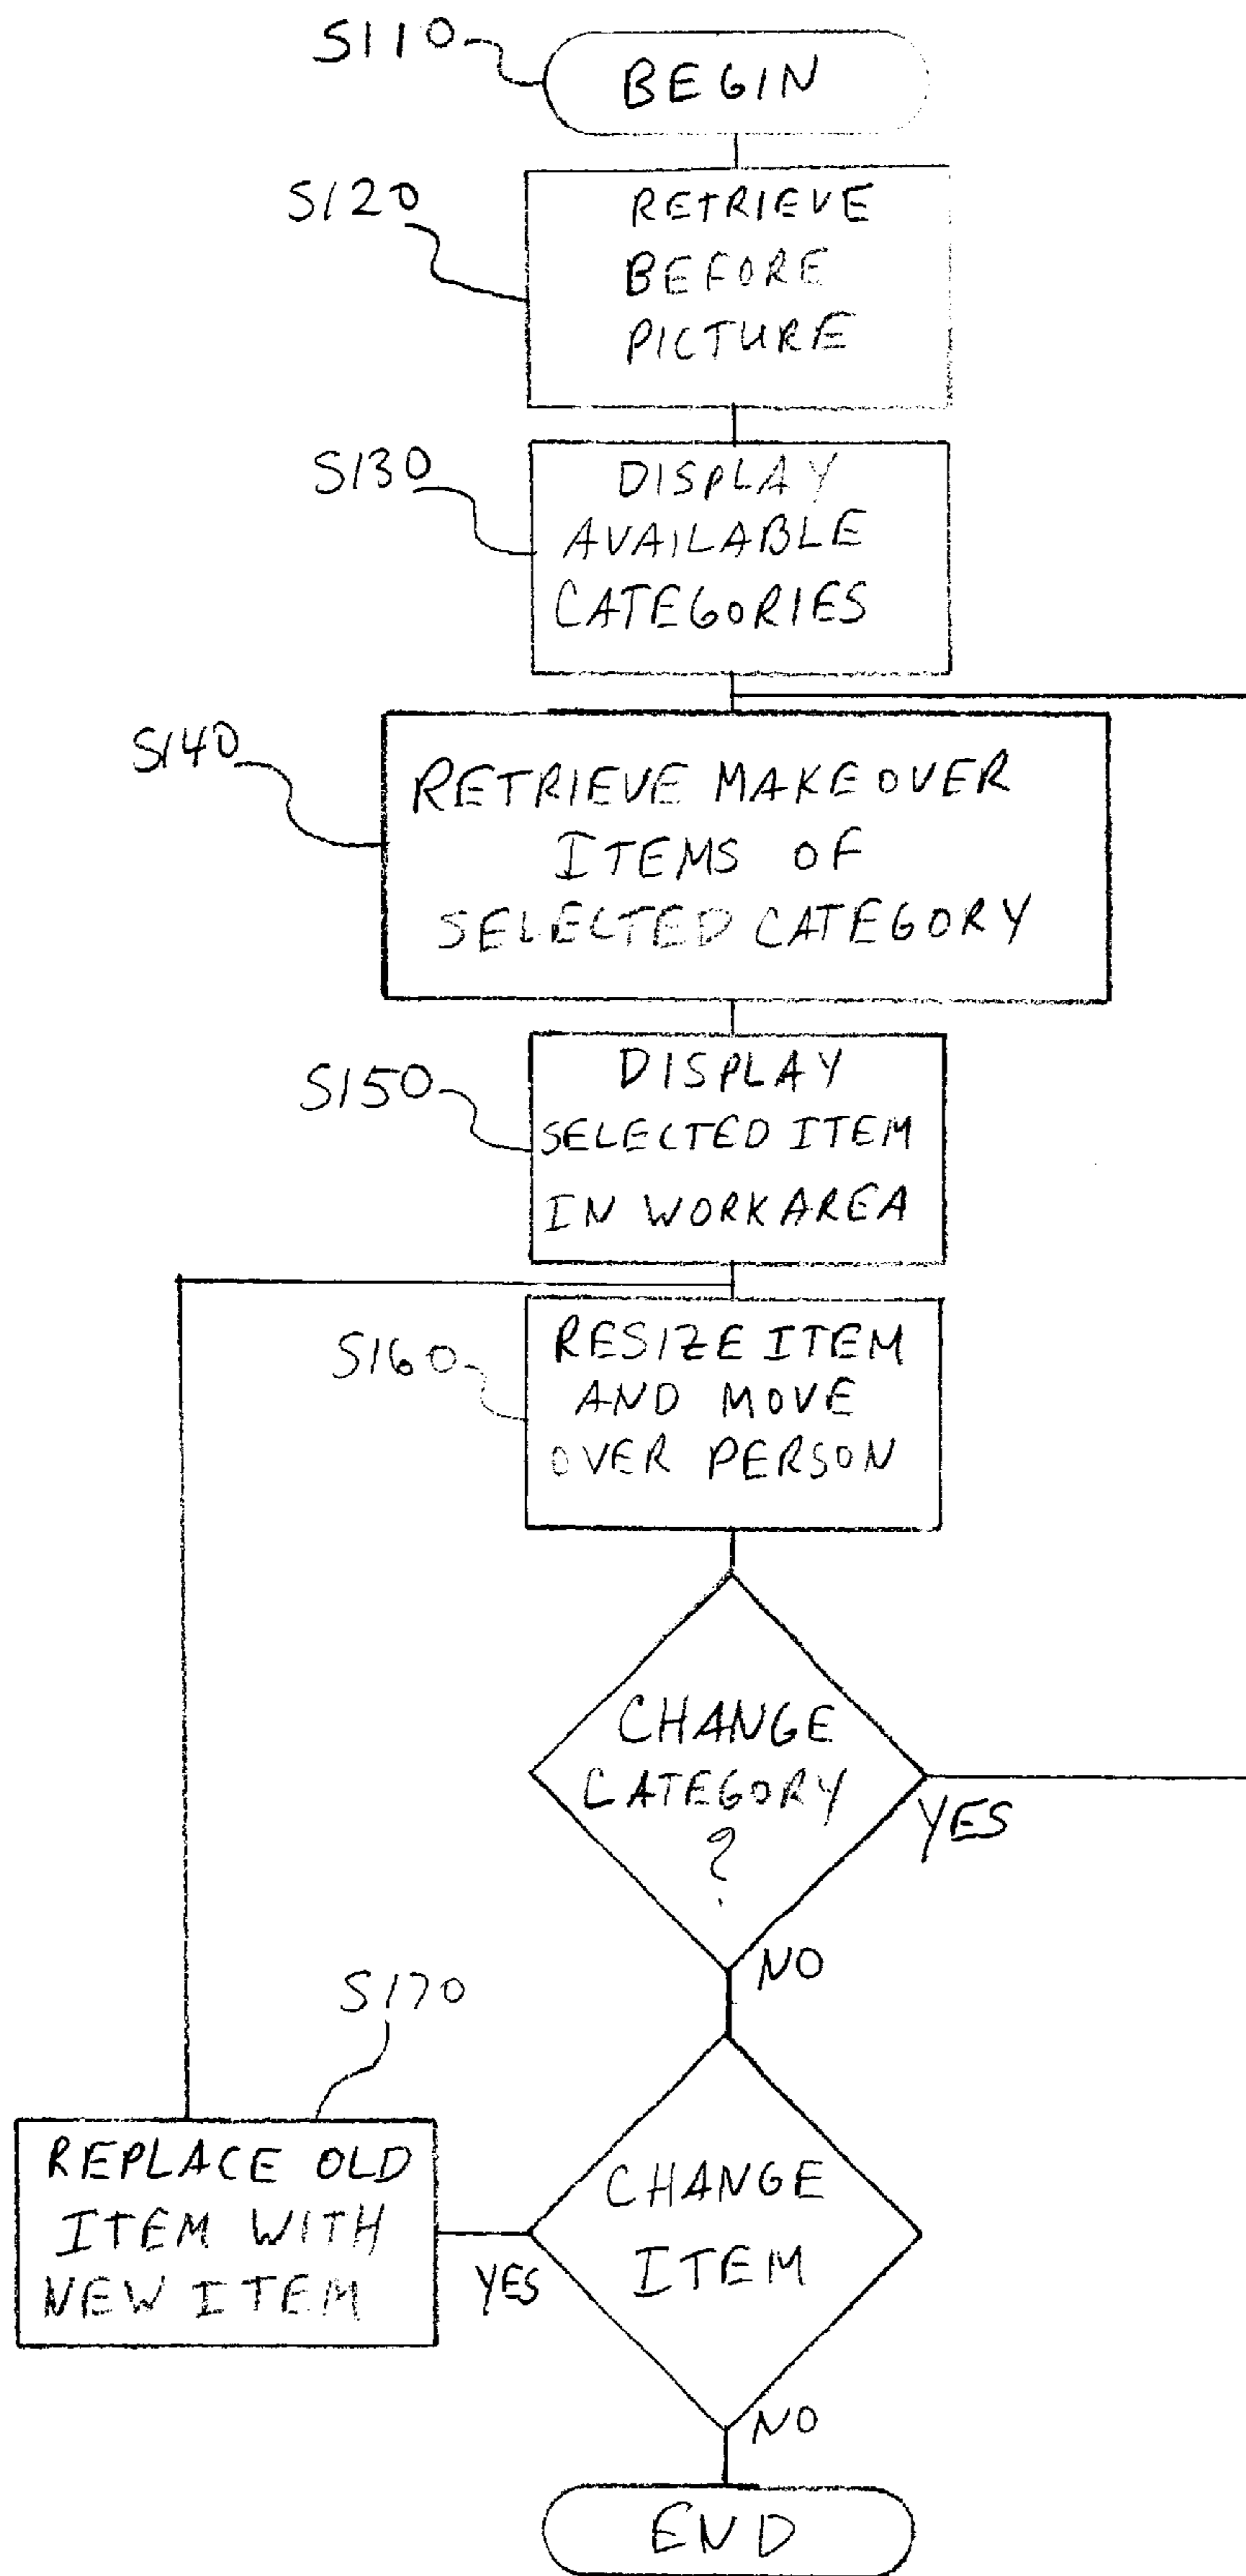 S110
BEGIN
S120
RETRIEVE
BEFORE
PICTURE
S130
DISPLAY
AVAILABLE
CATEGORIES
S140
RETRIEVE MAKEOVER
ITEMS OF
SELECTED CATEGORY
S150
DISPLAY
SELECTED ITEM
IN WORK AREA
S160
RESIZE ITEM
AND MOVE
OVER PERSON
CHANGE
CATEGORY
?
YES
NO
S170
REPLACE OLD
ITEM WITH
NEW ITEM
YES
CHANGE
ITEM
NO
END